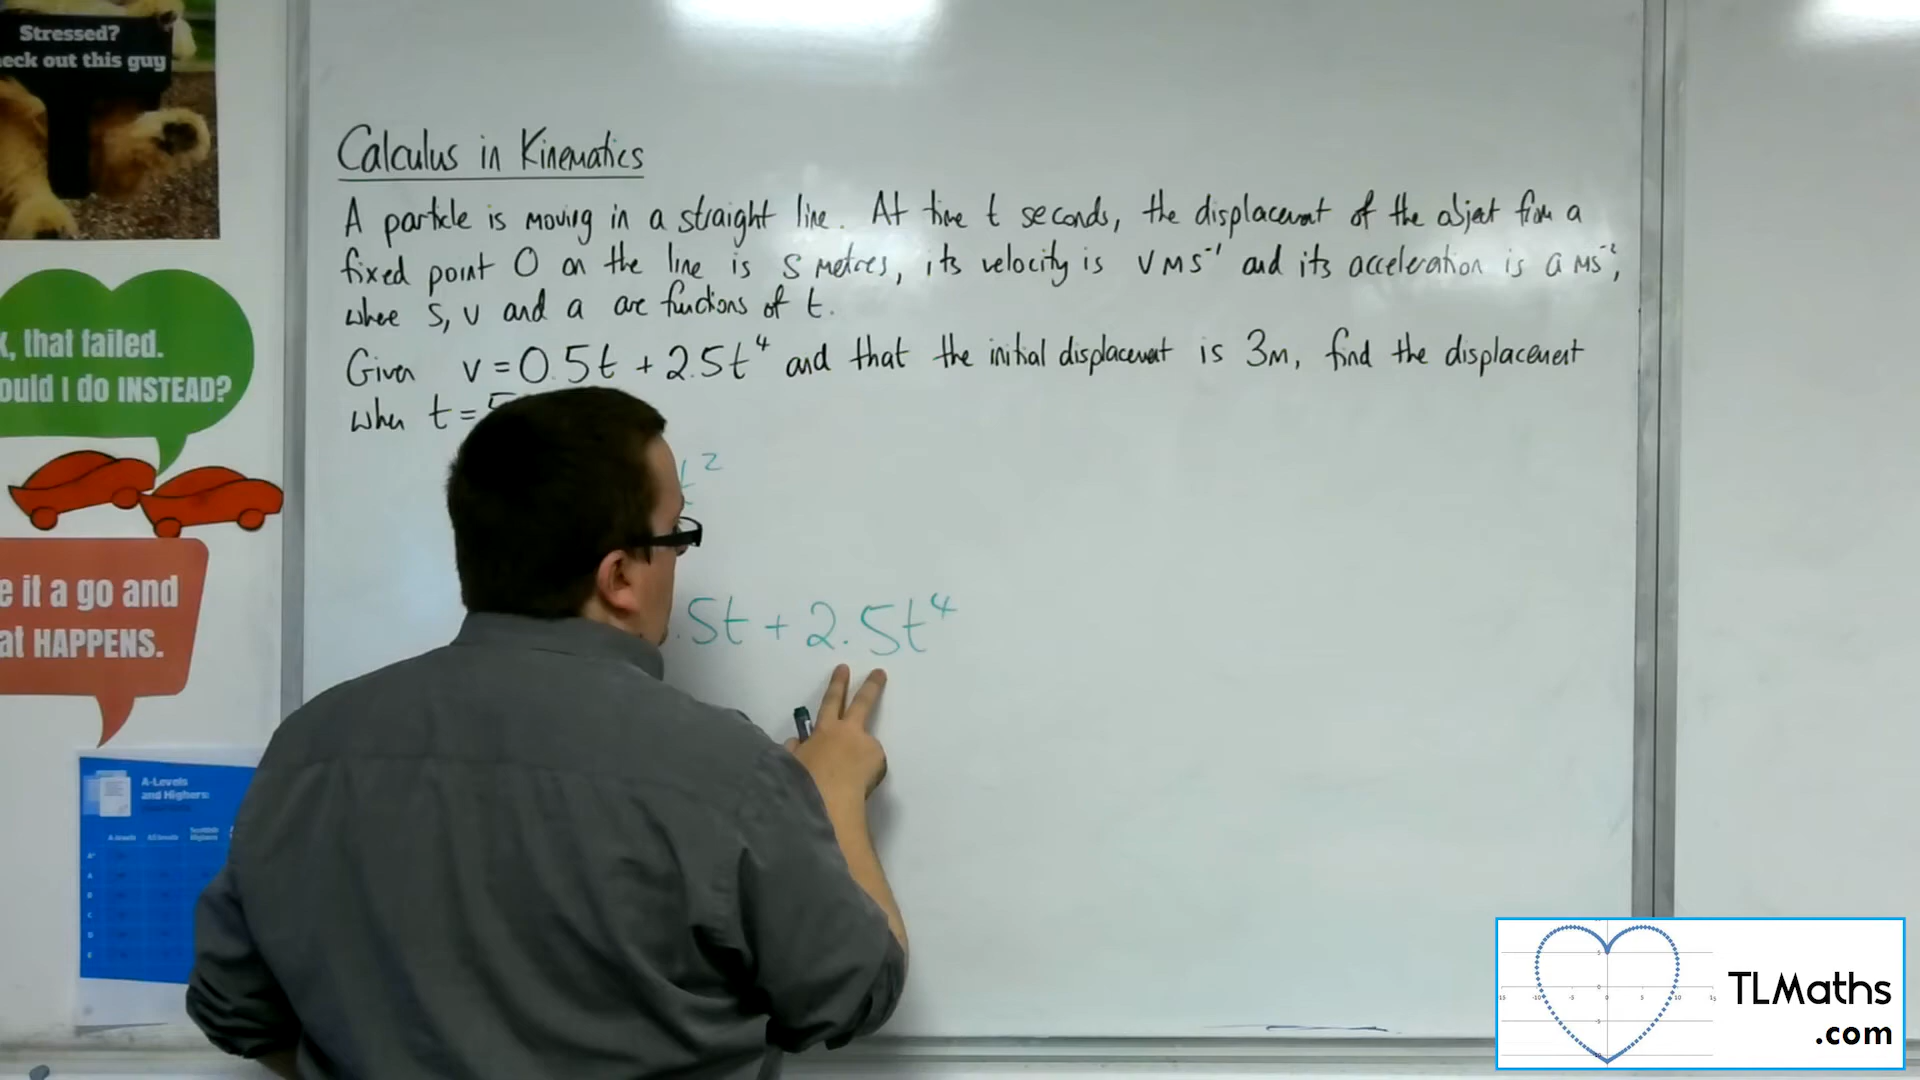 Stressed?
eck out this guy
Calculus in Kinematics
A particle is moving in a straight line. At time t seconds, the displacement of the object from a
fixed point O on the line is s metres, its velocity is v ms⁻¹ and its acceleration is a ms⁻²,
where s, v and a are functions of t.
Given v = 0.5t + 2.5t⁴ and that the initial displacement is 3m, find the displacement
when t = 5
t²
.5t + 2.5t⁴
k, that failed.
ould I do INSTEAD?
e it a go and
at HAPPENS.
A-Levels
and Highers:
TLMaths
.com